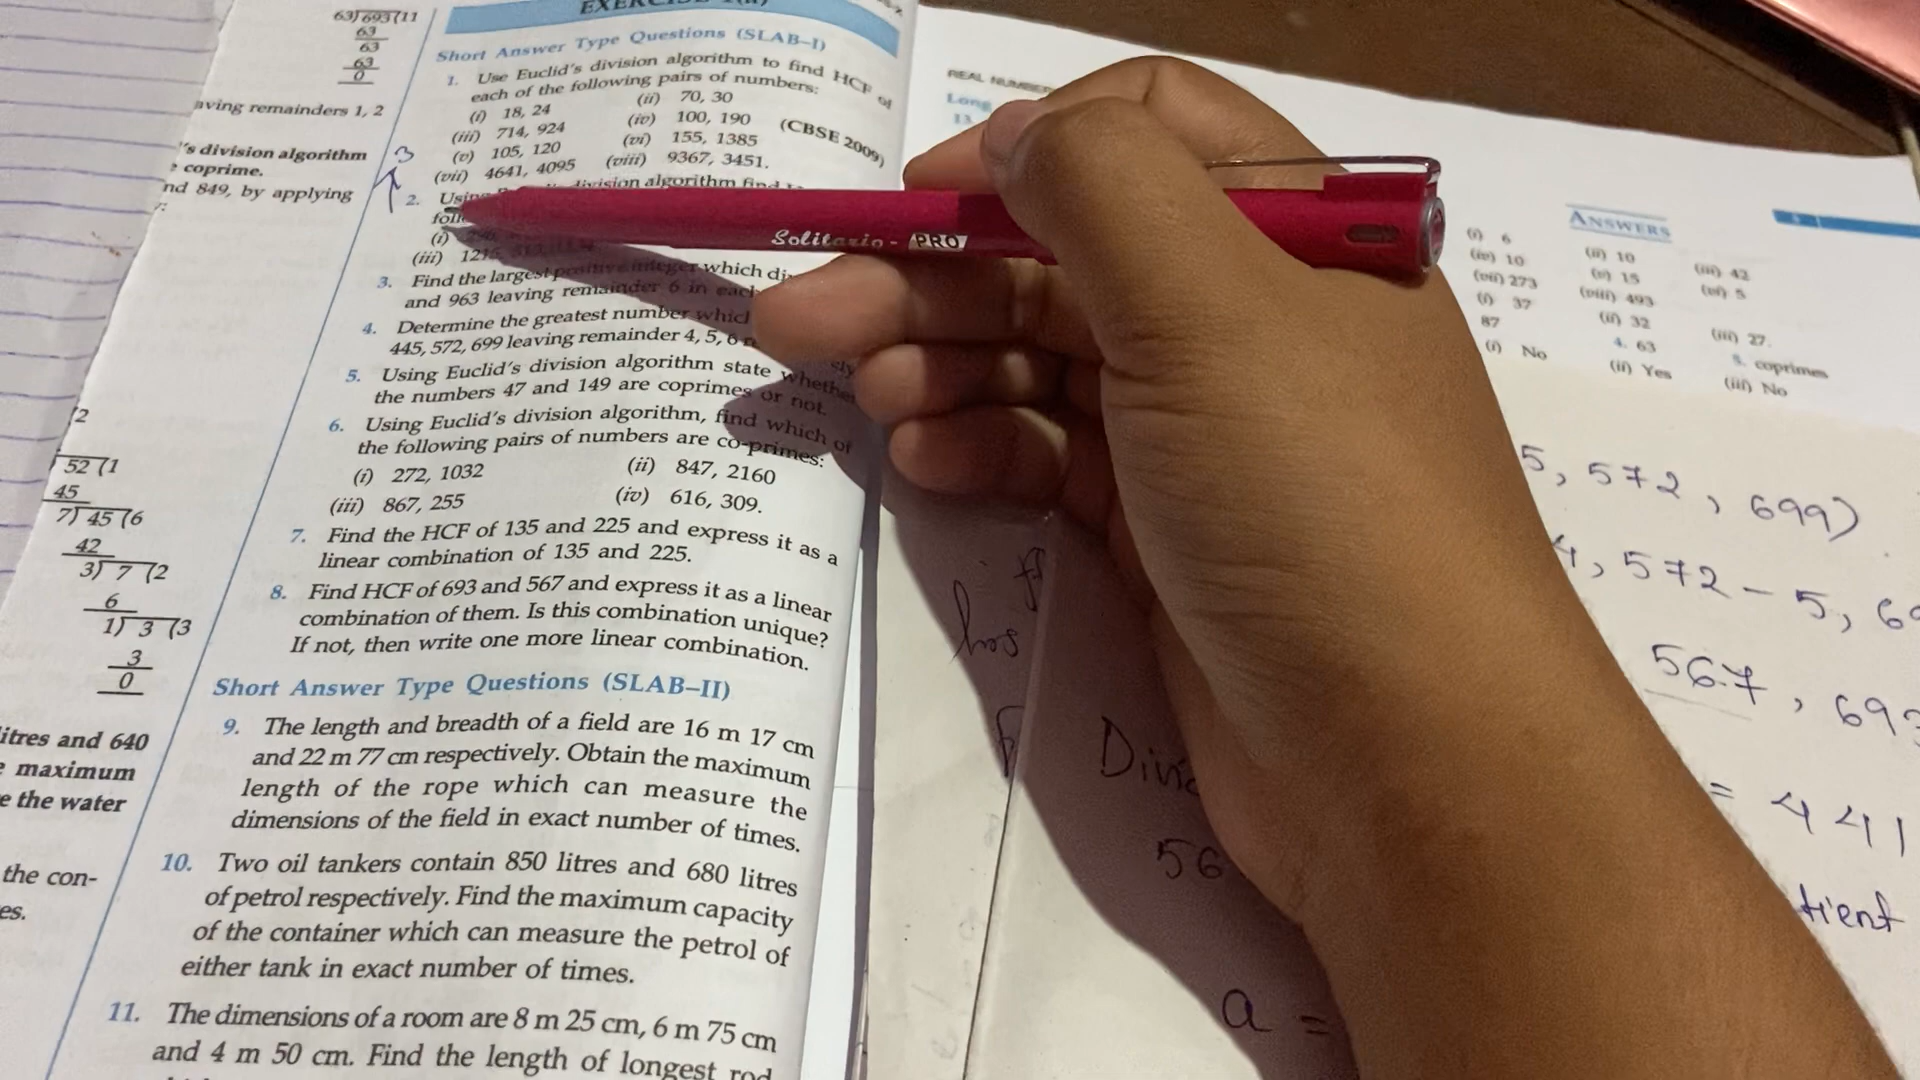 63) 693 (11
63
63
63
0
aving remainders 1, 2
's division algorithm
e coprime.
nd 849, by applying
52 (1
45
7) 45 (6
42
3) 7 (2
6
1) 3 (3
3
0
litres and 640
e maximum
e the water
the con-
es.
3
Short Answer Type Questions (SLAB–I)
1. Use Euclid's division algorithm to find HCF of
each of the following pairs of numbers:
(i) 18, 24 (ii) 70, 30
(iii) 714, 924 (iv) 100, 190
(v) 105, 120 (vi) 155, 1385 (CBSE 2009)
(vii) 4641, 4095 (viii) 9367, 3451.
2. Using division algorithm find
(i)
(iii)
3. Find the largest positive integer which di
and 963 leaving remainder 6 in each
4. Determine the greatest number which
445, 572, 699 leaving remainder 4, 5, 6
5. Using Euclid's division algorithm state whether
the numbers 47 and 149 are coprimes or not.
6. Using Euclid's division algorithm, find which of
the following pairs of numbers are co-primes:
(i) 272, 1032 (ii) 847, 2160
(iii) 867, 255 (iv) 616, 309.
7. Find the HCF of 135 and 225 and express it as a
linear combination of 135 and 225.
8. Find HCF of 693 and 567 and express it as a linear
combination of them. Is this combination unique?
If not, then write one more linear combination.
Short Answer Type Questions (SLAB–II)
9. The length and breadth of a field are 16 m 17 cm
and 22 m 77 cm respectively. Obtain the maximum
length of the rope which can measure the
dimensions of the field in exact number of times.
10. Two oil tankers contain 850 litres and 680 litres
of petrol respectively. Find the maximum capacity
of the container which can measure the petrol of
either tank in exact number of times.
11. The dimensions of a room are 8 m 25 cm, 6 m 75 cm
and 4 m 50 cm. Find the length of longest rod
Solitario - PRO
REAL NUMBER
Long
13.
ANSWERS
(i) 6 (ii) 10 (iii) 42
(iv) 10 (v) 15 (vi) 5
(vii) 273 (viii) 493
(i) 37 (ii) 32 (iii) 27.
87 4. 63 5. coprimes
(i) No (ii) Yes (iii) No
5, 572, 699)
4, 572 - 5, 69
567, 693
= 441
tient
has
56
a =